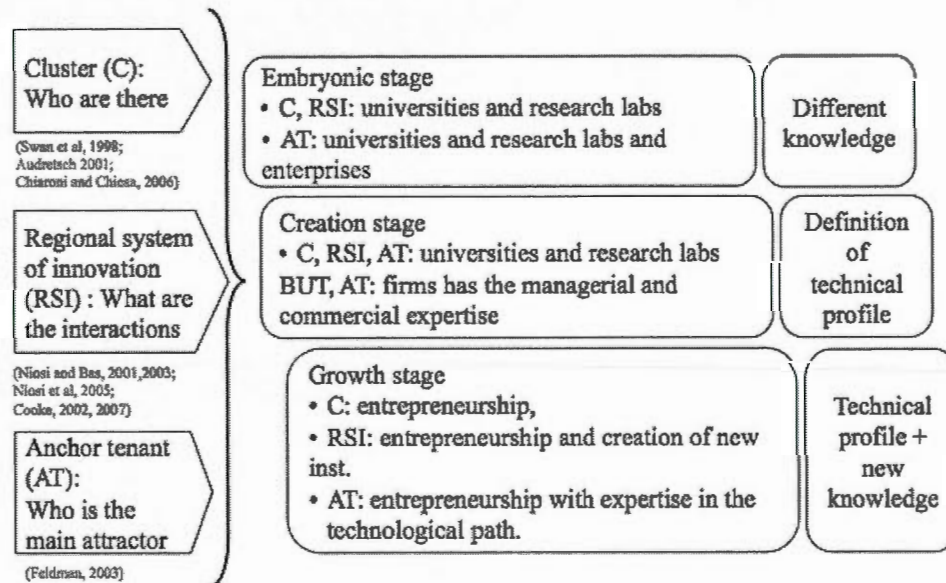 Cluster (C):
Who are there
(Swan et al, 1998;
Audretsch 2001;
Chiaroni and Chiesa, 2006)
Regional system
of innovation
(RSI) : What are
the interactions
(Niosi and Bas, 2001,2003;
Niosi et al, 2005;
Cooke, 2002, 2007)
Anchor tenant
(AT):
Who is the
main attractor
(Feldman, 2003)
Embryonic stage
• C, RSI: universities and research labs
• AT: universities and research labs and
enterprises
Different
knowledge
Creation stage
• C, RSI, AT: universities and research labs
BUT, AT: firms has the managerial and
commercial expertise
Definition
of
technical
profile
Growth stage
• C: entrepreneurship,
• RSI: entrepreneurship and creation of new
inst.
• AT: entrepreneurship with expertise in the
technological path.
Technical
profile +
new
knowledge